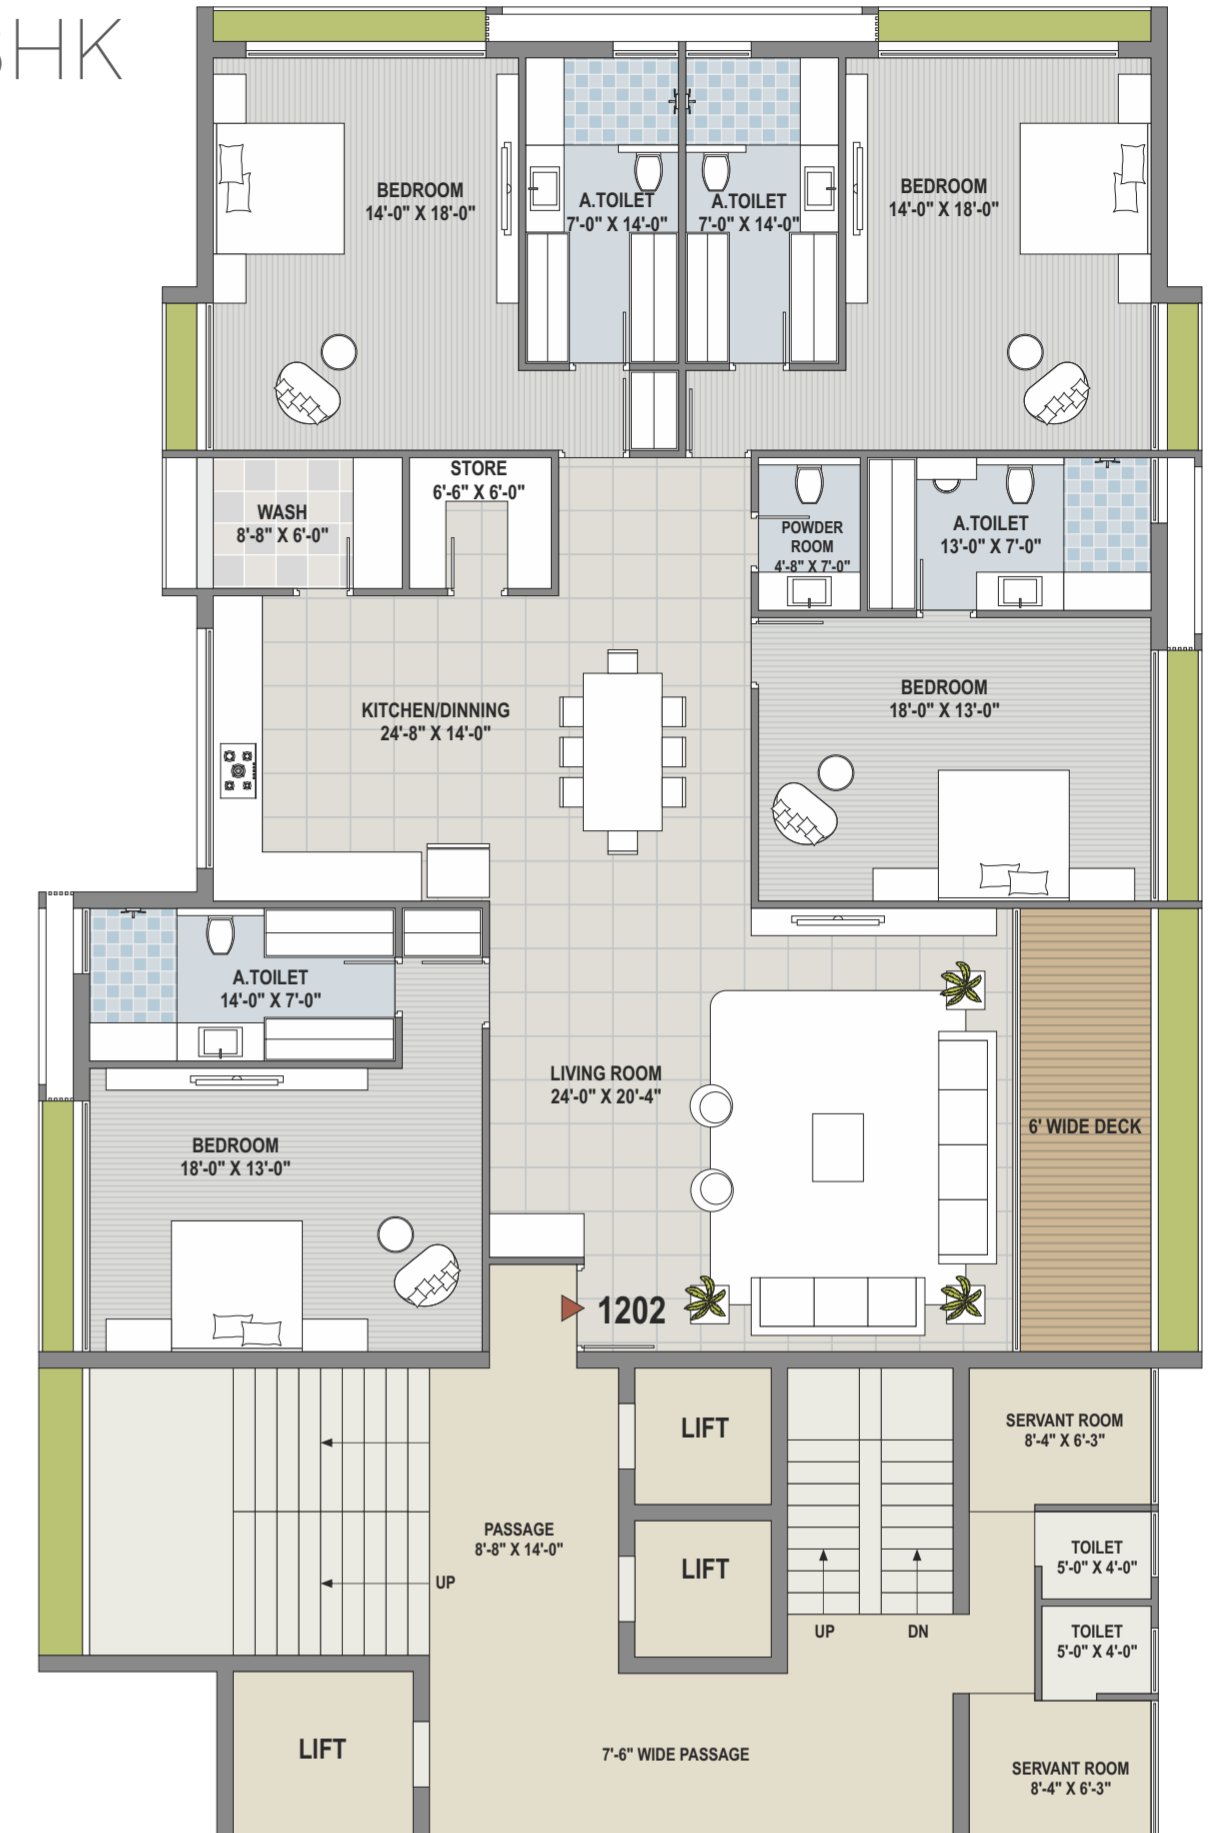 BHK
BEDROOM
14'-0" X 18'-0"
A.TOILET
7'-0" X 14'-0"
A.TOILET
7'-0" X 14'-0"
BEDROOM
14'-0" X 18'-0"
STORE
6'-6" X 6'-0"
WASH
8'-8" X 6'-0"
POWDER
ROOM
4'-8" X 7'-0"
A.TOILET
13'-0" X 7'-0"
KITCHEN/DINNING
24'-8" X 14'-0"
BEDROOM
18'-0" X 13'-0"
A.TOILET
14'-0" X 7'-0"
LIVING ROOM
24'-0" X 20'-4"
6' WIDE DECK
BEDROOM
18'-0" X 13'-0"
1202
LIFT
SERVANT ROOM
8'-4" X 6'-3"
PASSAGE
8'-8" X 14'-0"
LIFT
TOILET
5'-0" X 4'-0"
UP
UP
DN
TOILET
5'-0" X 4'-0"
LIFT
7'-6" WIDE PASSAGE
SERVANT ROOM
8'-4" X 6'-3"